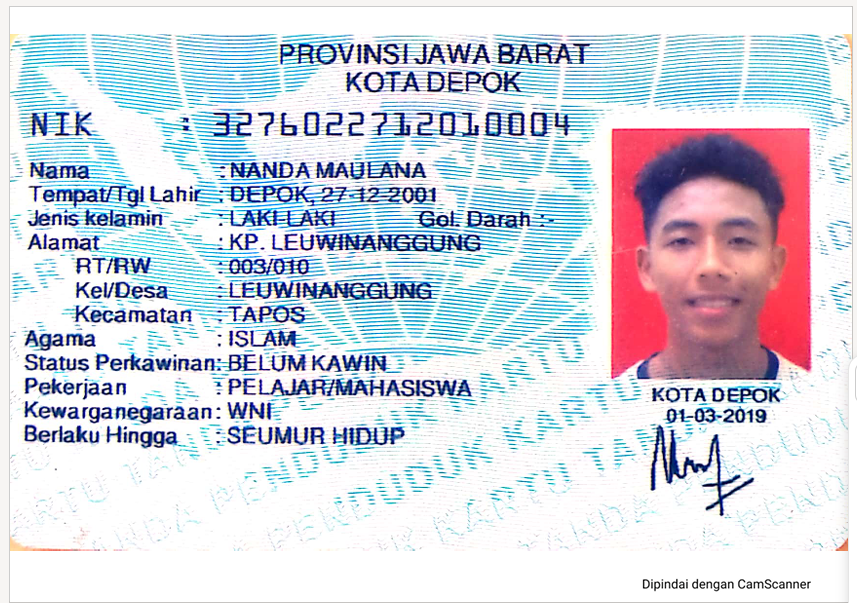 PROVINSI JAWA BARAT
KOTA DEPOK
NIK : 3276022712010004
Nama : NANDA MAULANA
Tempat/Tgl Lahir : DEPOK, 27-12-2001
Jenis kelamin : LAKI-LAKI Gol. Darah :-
Alamat : KP. LEUWINANGGUNG
RT/RW : 003/010
Kel/Desa : LEUWINANGGUNG
Kecamatan : TAPOS
Agama : ISLAM
Status Perkawinan: BELUM KAWIN
Pekerjaan : PELAJAR/MAHASISWA
Kewarganegaraan: WNI
Berlaku Hingga : SEUMUR HIDUP
KOTA DEPOK
01-03-2019
Dipindai dengan CamScanner